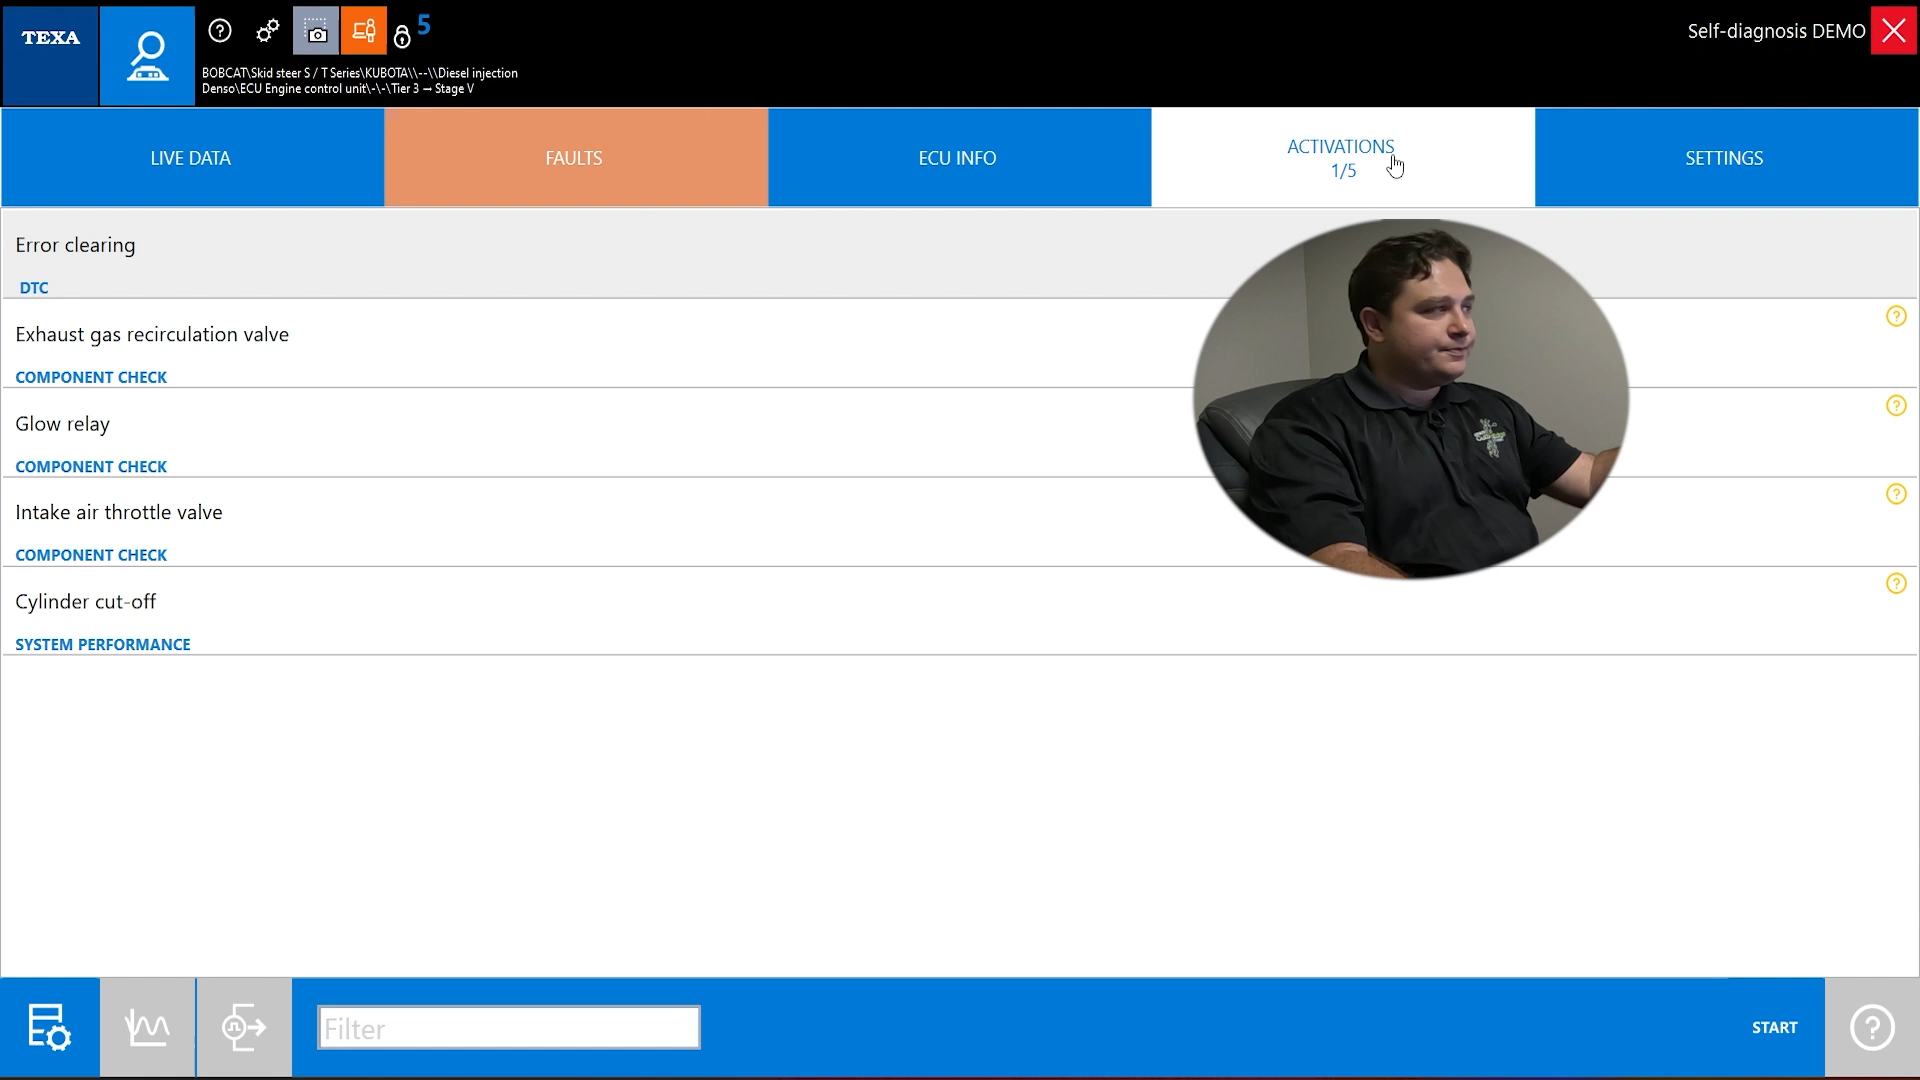 TEXA
5
Self-diagnosis DEMO
BOBCAT\Skid steer S / T Series\KUBOTA\\--\\Diesel injection
Denso\ECU Engine control unit\-\-\Tier 3 → Stage V
LIVE DATA
FAULTS
ECU INFO
ACTIVATIONS
1/5
SETTINGS
Error clearing
DTC
Exhaust gas recirculation valve
COMPONENT CHECK
Glow relay
COMPONENT CHECK
Intake air throttle valve
COMPONENT CHECK
Cylinder cut-off
SYSTEM PERFORMANCE
Filter
START